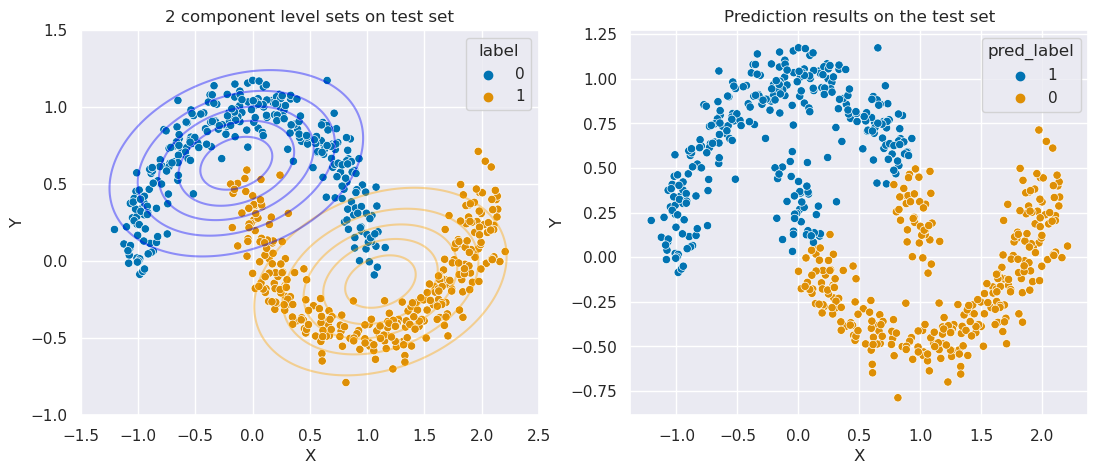 2 component level sets on test set
1.5
1.0
0.5
0.0
−0.5
−1.0
Y
label
0
1
−1.5 −1.0 −0.5 0.0 0.5 1.0 1.5 2.0 2.5
X
Prediction results on the test set
1.25
1.00
0.75
0.50
0.25
0.00
−0.25
−0.50
−0.75
Y
pred_label
1
0
−1.0 −0.5 0.0 0.5 1.0 1.5 2.0
X